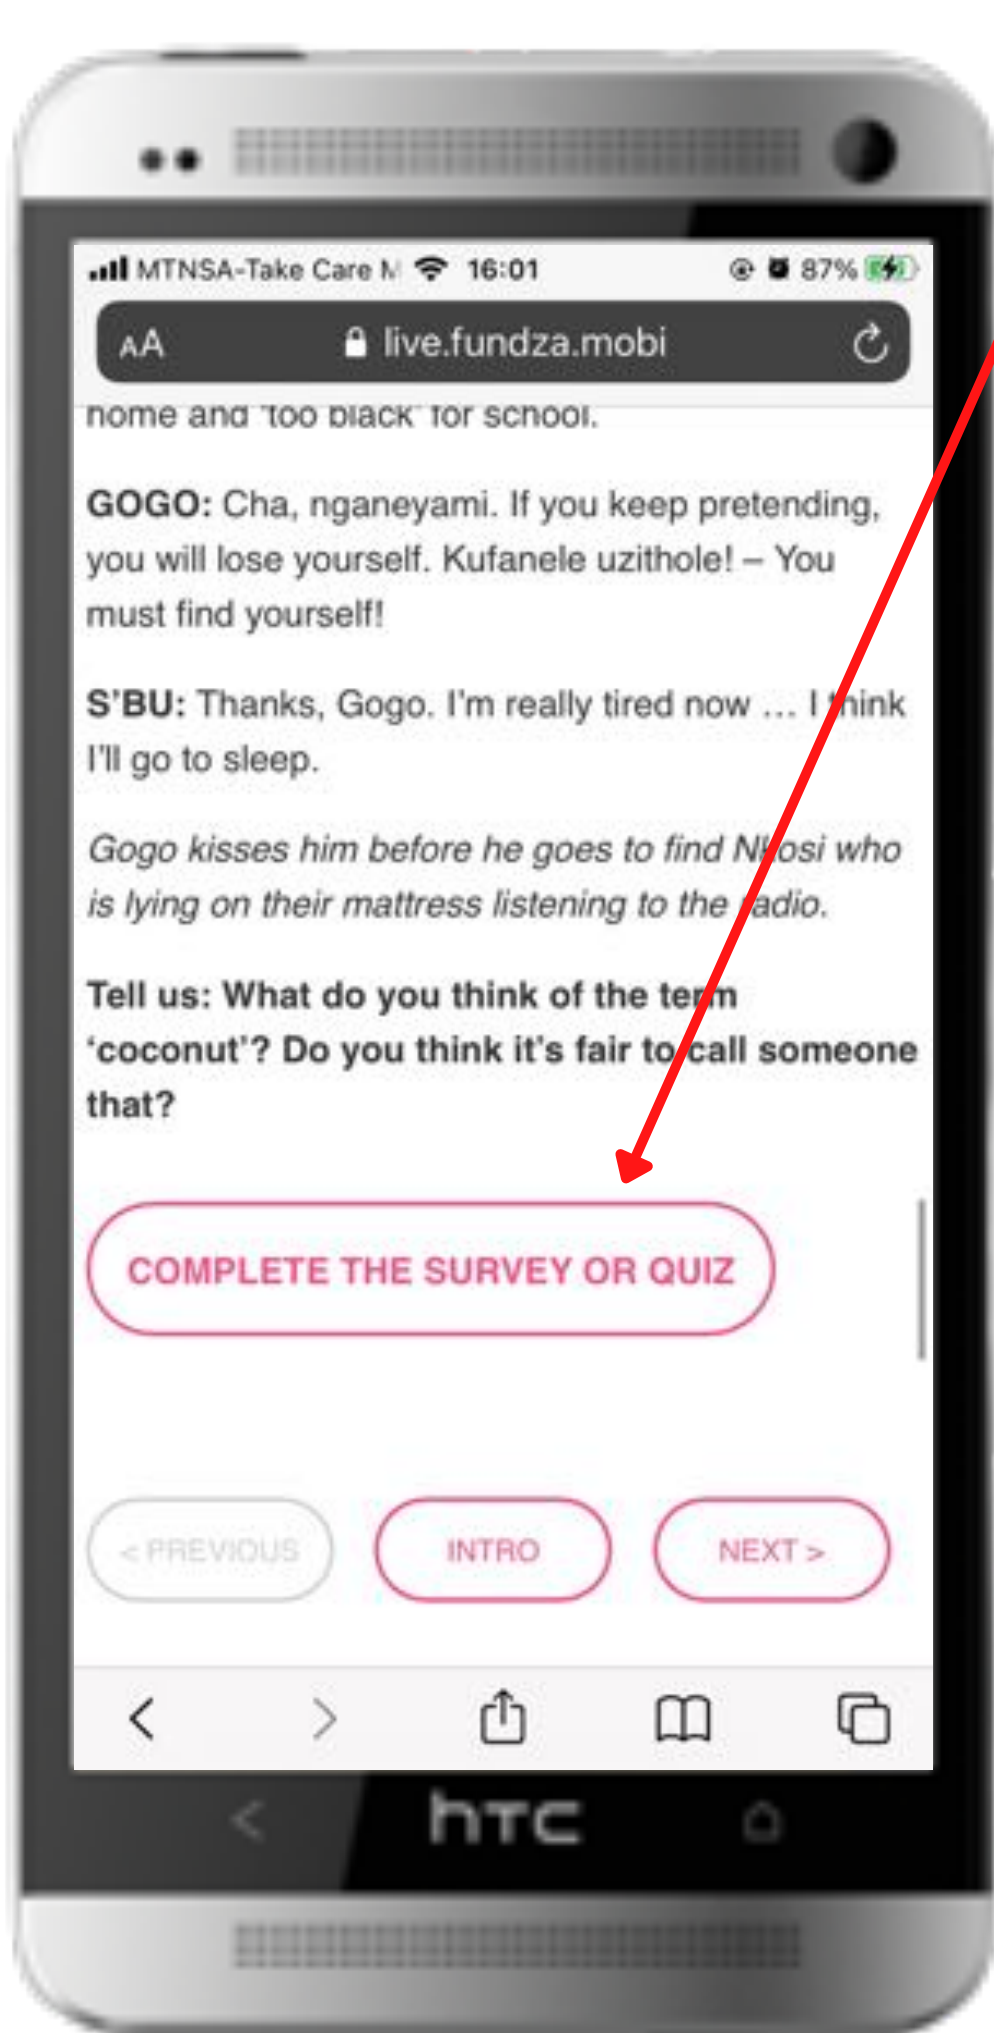 MTNSA-Take Care M 16:01 87%
AA live.fundza.mobi
home and 'too black' for school.
GOGO: Cha, nganeyami. If you keep pretending,
you will lose yourself. Kufanele uzithole! – You
must find yourself!
S'BU: Thanks, Gogo. I'm really tired now … I think
I'll go to sleep.
Gogo kisses him before he goes to find Nkosi who
is lying on their mattress listening to the radio.
Tell us: What do you think of the term
‘coconut’? Do you think it's fair to call someone
that?
COMPLETE THE SURVEY OR QUIZ
< PREVIOUS INTRO NEXT >
hTC